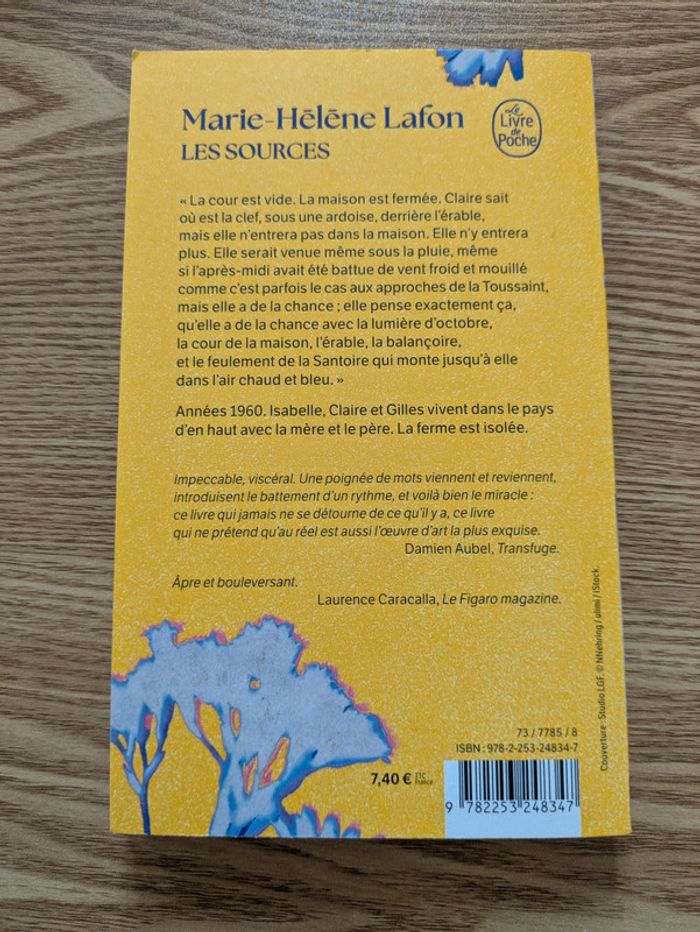 Marie-Hélène Lafon
LES SOURCES
Le
Livre
de
Poche
« La cour est vide. La maison est fermée. Claire sait
où est la clef, sous une ardoise, derrière l'érable,
mais elle n'entrera pas dans la maison. Elle n'y entrera
plus. Elle serait venue même sous la pluie, même
si l'après-midi avait été battue de vent froid et mouillé
comme c'est parfois le cas aux approches de la Toussaint,
mais elle a de la chance ; elle pense exactement ça,
qu'elle a de la chance avec la lumière d'octobre,
la cour de la maison, l'érable, la balançoire,
et le feulement de la Santoire qui monte jusqu'à elle
dans l'air chaud et bleu. »
Années 1960. Isabelle, Claire et Gilles vivent dans le pays
d'en haut avec la mère et le père. La ferme est isolée.
Impeccable, viscéral. Une poignée de mots viennent et reviennent,
introduisent le battement d'un rythme, et voilà bien le miracle :
ce livre qui jamais ne se détourne de ce qu'il y a, ce livre
qui ne prétend qu'au réel est aussi l'œuvre d'art la plus exquise.
Damien Aubel, Transfuge.
Âpre et bouleversant.
Laurence Caracalla, Le Figaro magazine.
Couverture : Studio LGF. © NNehring / ulimi / iStock.
73 / 7785 / 8
ISBN : 978-2-253-24834-7
7,40 € TTC
France
9 782253 248347